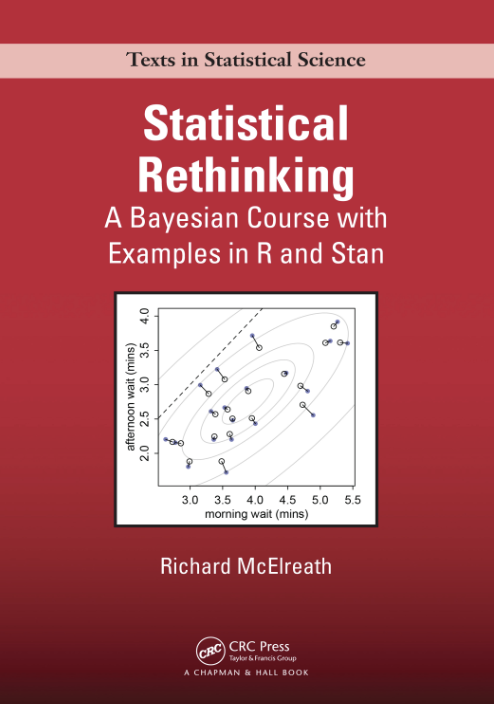 Texts in Statistical Science
Statistical
Rethinking
A Bayesian Course with
Examples in R and Stan
afternoon wait (mins)
4.0
3.5
3.0
2.5
2.0
3.0 3.5 4.0 4.5 5.0 5.5
morning wait (mins)
Richard McElreath
CRC
CRC Press
Taylor & Francis Group
A CHAPMAN & HALL BOOK